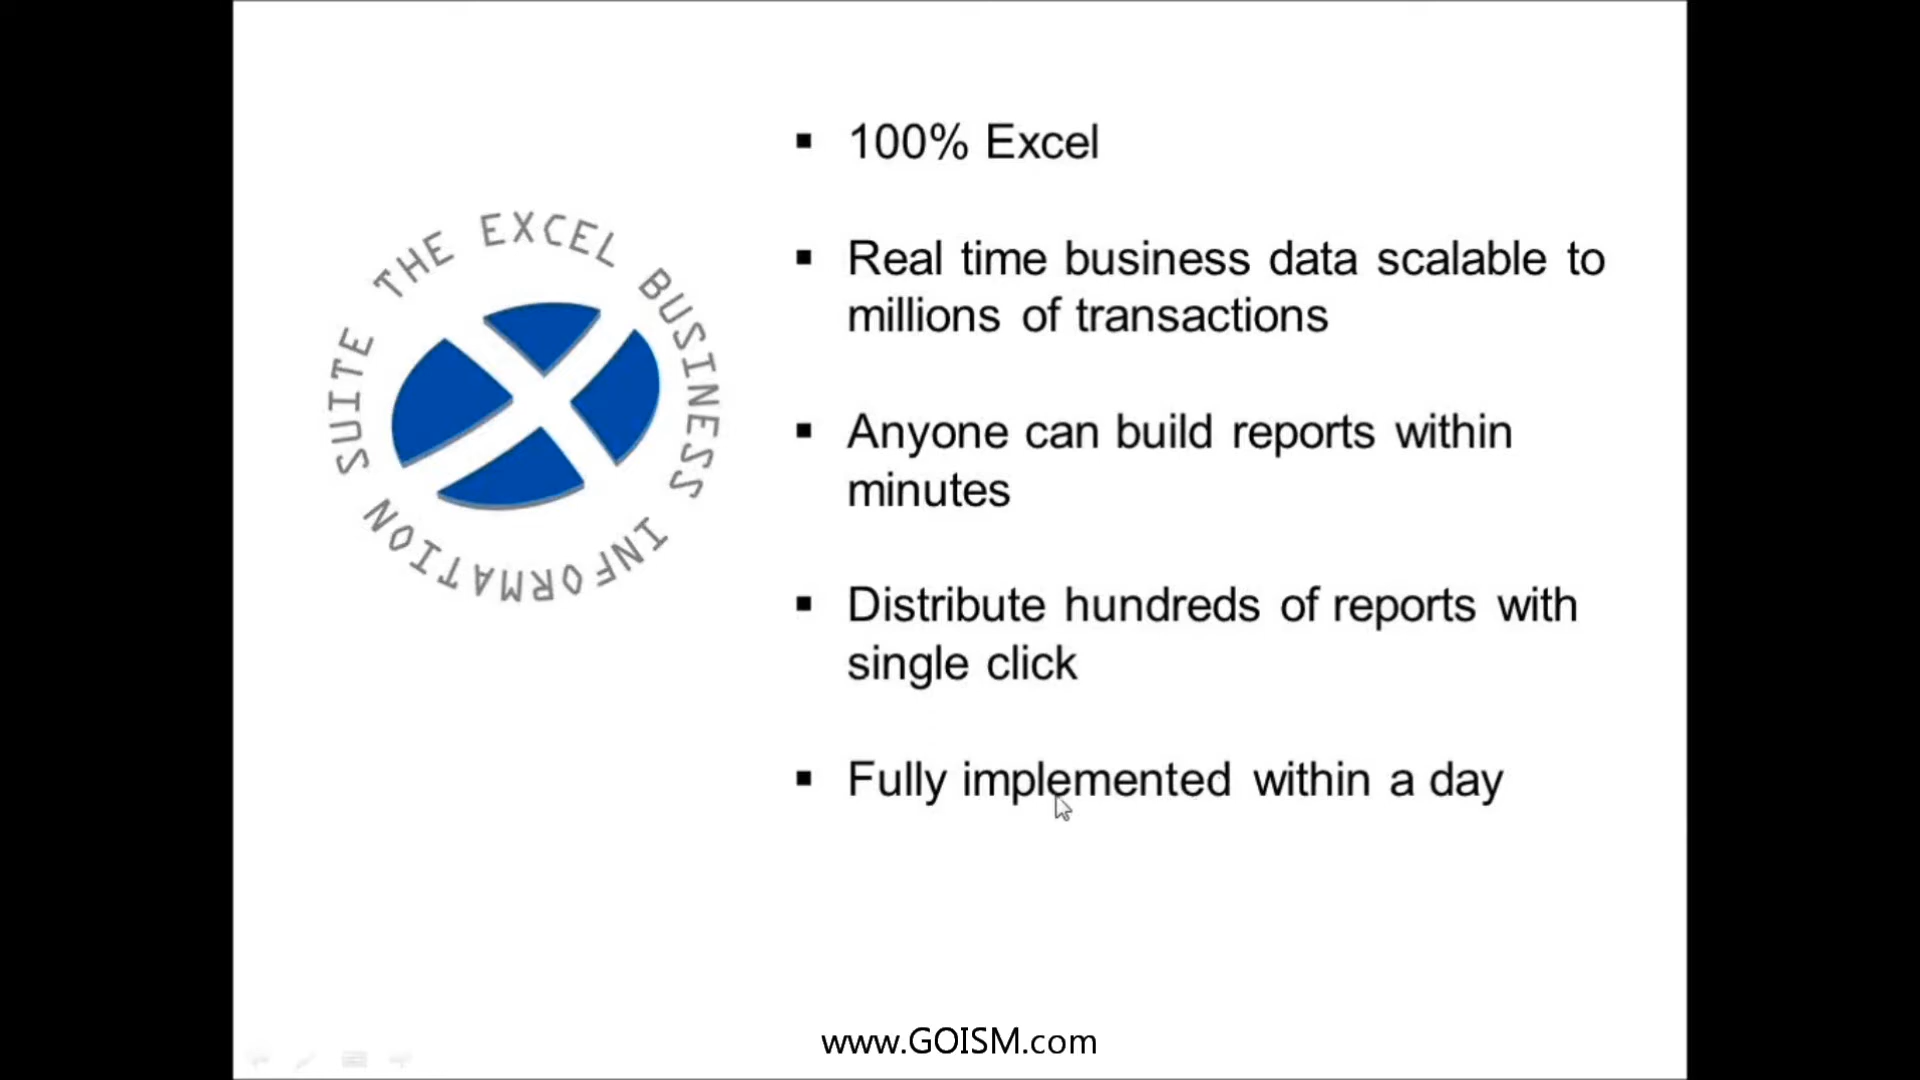 THE EXCEL BUSINESS INFORMATION SUITE
100% Excel
Real time business data scalable to
millions of transactions
Anyone can build reports within
minutes
Distribute hundreds of reports with
single click
Fully implemented within a day
www.GOISM.com